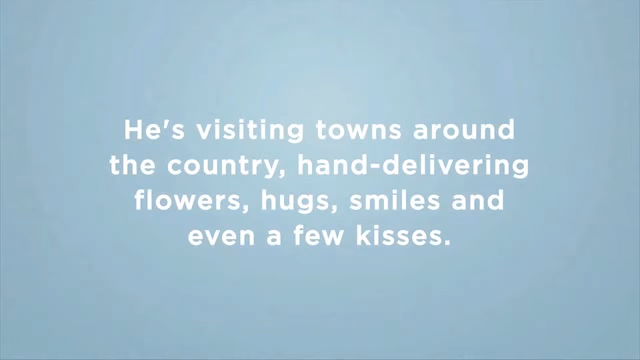 He's visiting towns around
the country, hand-delivering
flowers, hugs, smiles and
even a few kisses.